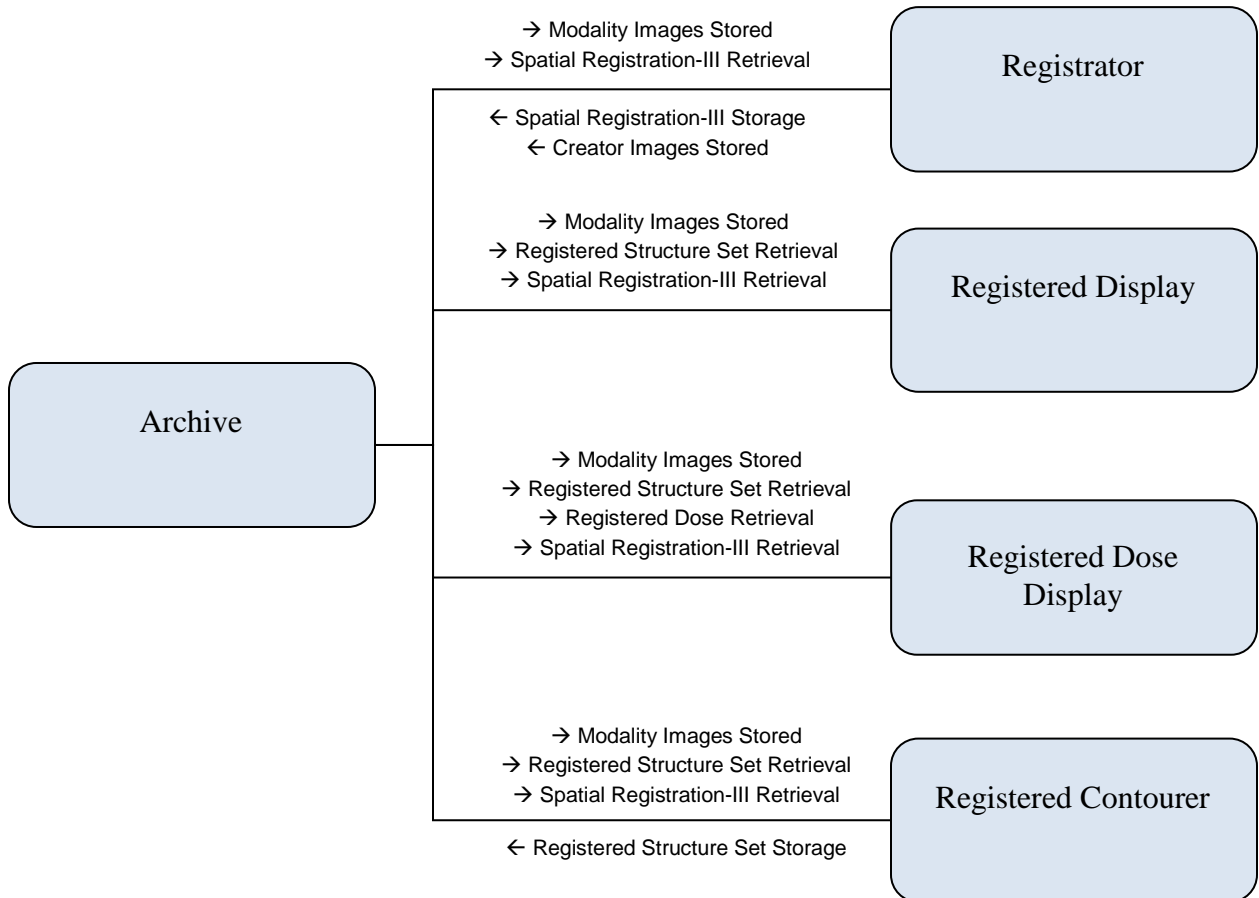 → Modality Images Stored
→ Spatial Registration-III Retrieval
Registrator
← Spatial Registration-III Storage
← Creator Images Stored
→ Modality Images Stored
→ Registered Structure Set Retrieval
→ Spatial Registration-III Retrieval
Registered Display
Archive
→ Modality Images Stored
→ Registered Structure Set Retrieval
→ Registered Dose Retrieval
→ Spatial Registration-III Retrieval
Registered Dose
Display
→ Modality Images Stored
→ Registered Structure Set Retrieval
→ Spatial Registration-III Retrieval
Registered Contourer
← Registered Structure Set Storage